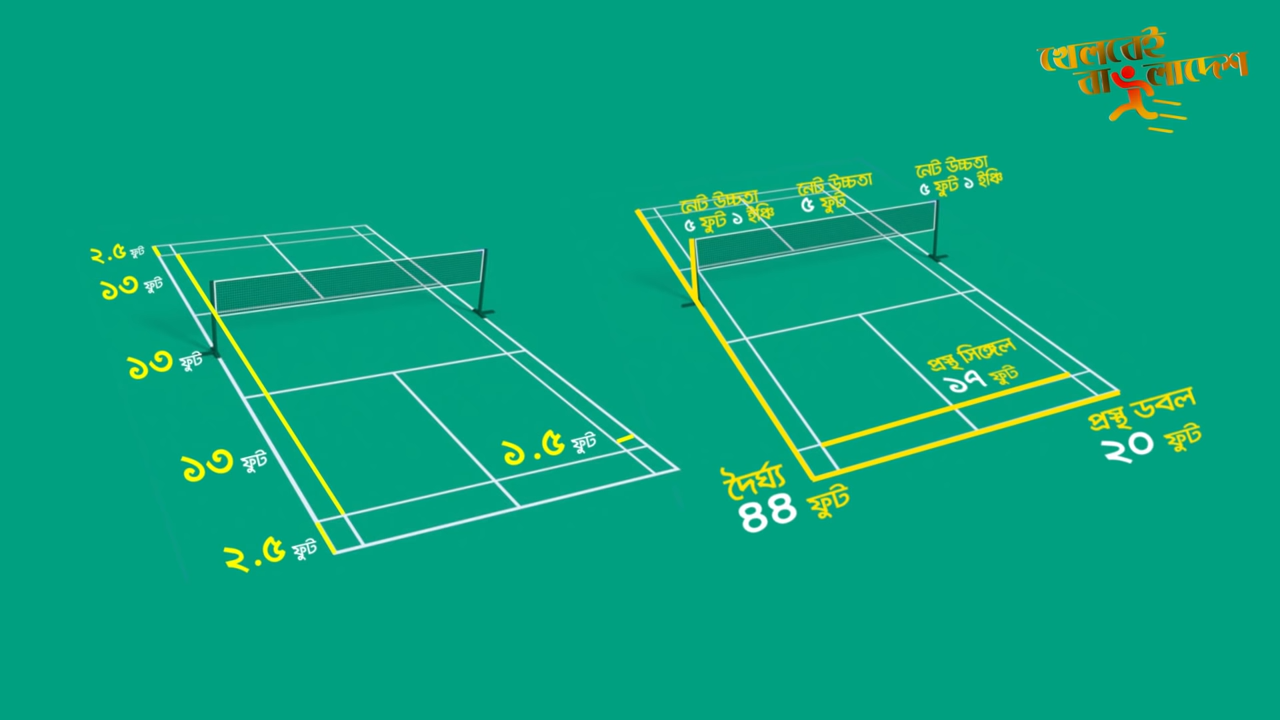 খেলবেই
বাংলাদেশ
২.৫ ফুট
১৩ ফুট
১৩ ফুট
১৩ ফুট
২.৫ ফুট
১.৫ ফুট
নেট উচ্চতা
৫ ফুট ১ ইঞ্চি
নেট উচ্চতা
৫ ফুট
নেট উচ্চতা
৫ ফুট ১ ইঞ্চি
প্রস্থ সিঙ্গেলে
১৭ ফুট
প্রস্থ ডবল
২০ ফুট
দৈর্ঘ্য
৪৪ ফুট